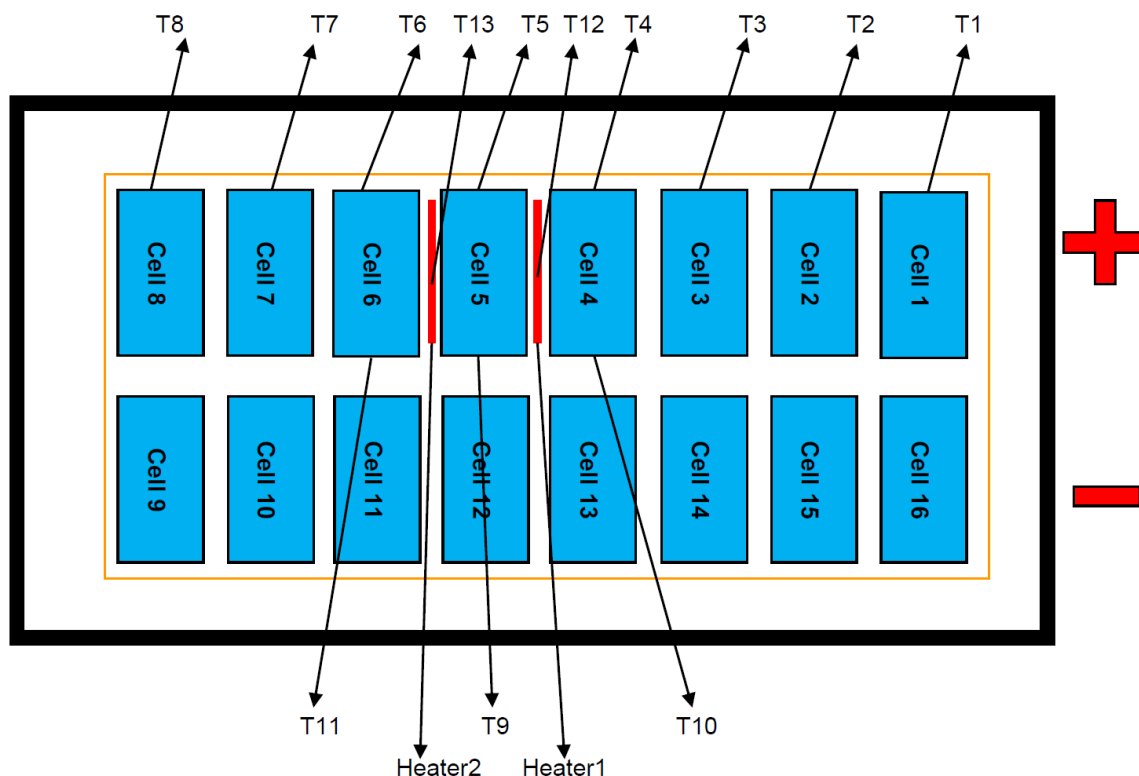 T8 T7 T6 T13 T5 T12 T4 T3 T2 T1
Cell 8 Cell 7 Cell 6 Cell 5 Cell 4 Cell 3 Cell 2 Cell 1
Cell 9 Cell 10 Cell 11 Cell 12 Cell 13 Cell 14 Cell 15 Cell 16
T11 T9 T10
Heater2 Heater1